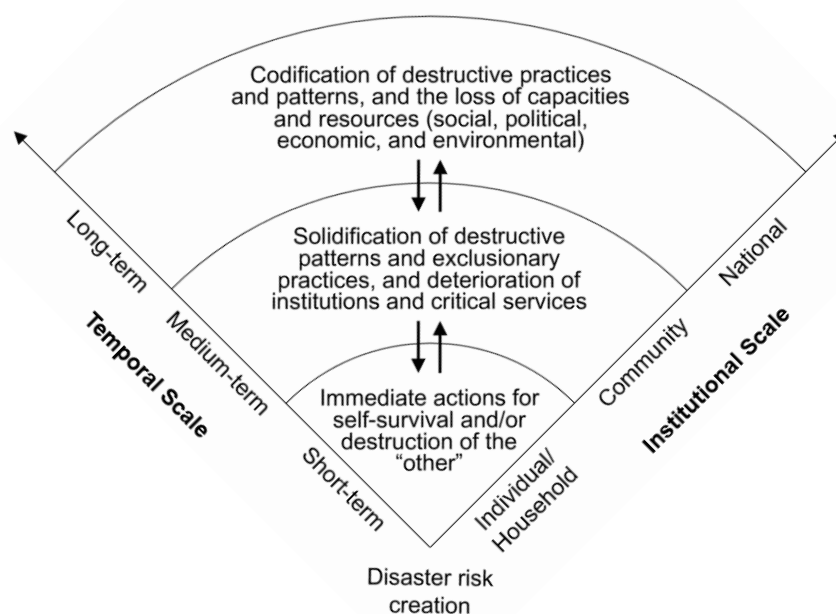 Codification of destructive practices
and patterns, and the loss of capacities
and resources (social, political,
economic, and environmental)
Long-term
National
Solidification of destructive
patterns and exclusionary
practices, and deterioration of
institutions and critical services
Temporal Scale
Medium-term
Community
Institutional Scale
Immediate actions for
self-survival and/or
destruction of the
“other”
Short-term
Individual/
Household
Disaster risk
creation